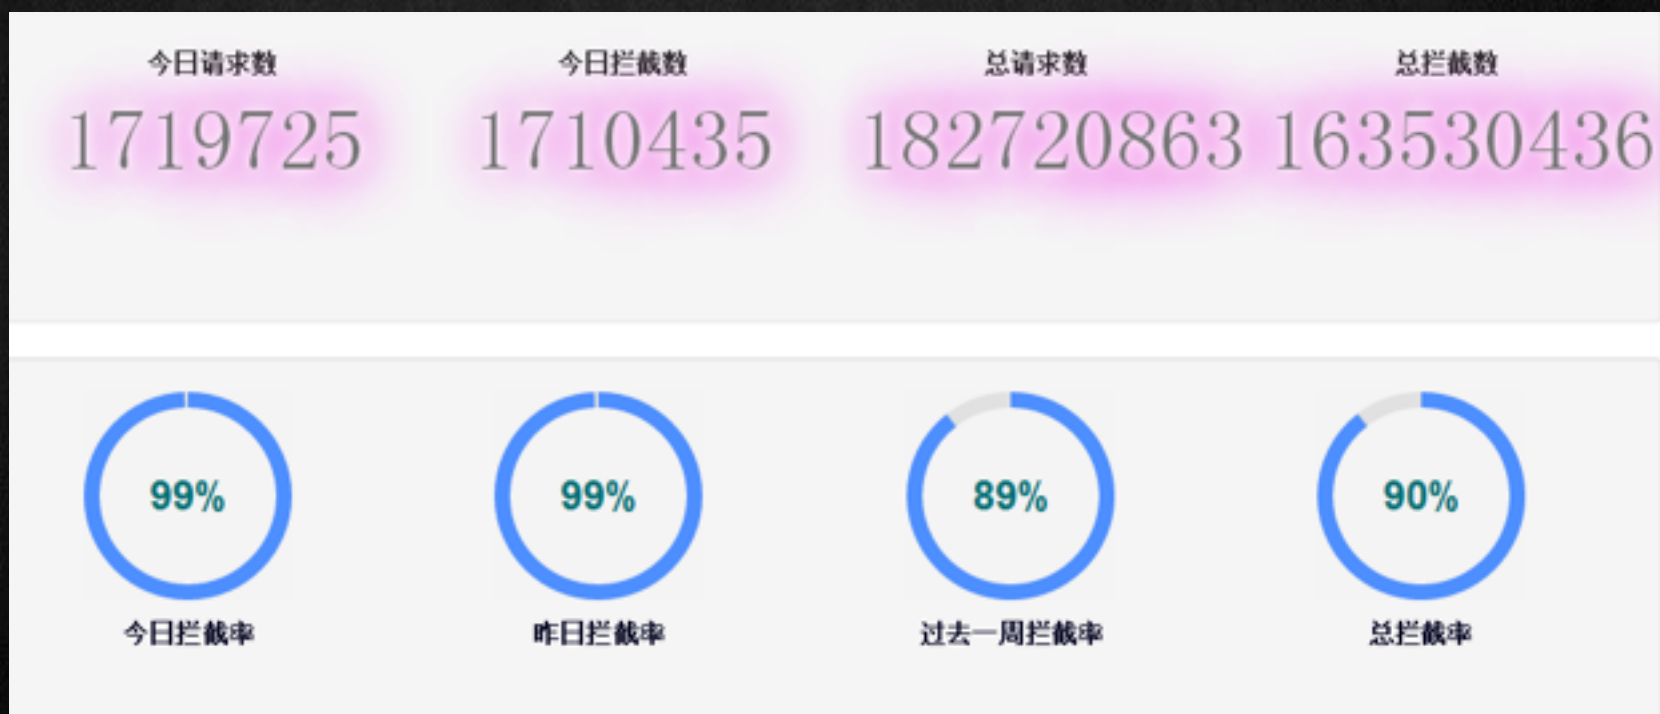 今日请求数
今日拦截数
总请求数
总拦截数
1719725
1710435
182720863
163530436
99%
99%
89%
90%
今日拦截率
昨日拦截率
过去一周拦截率
总拦截率